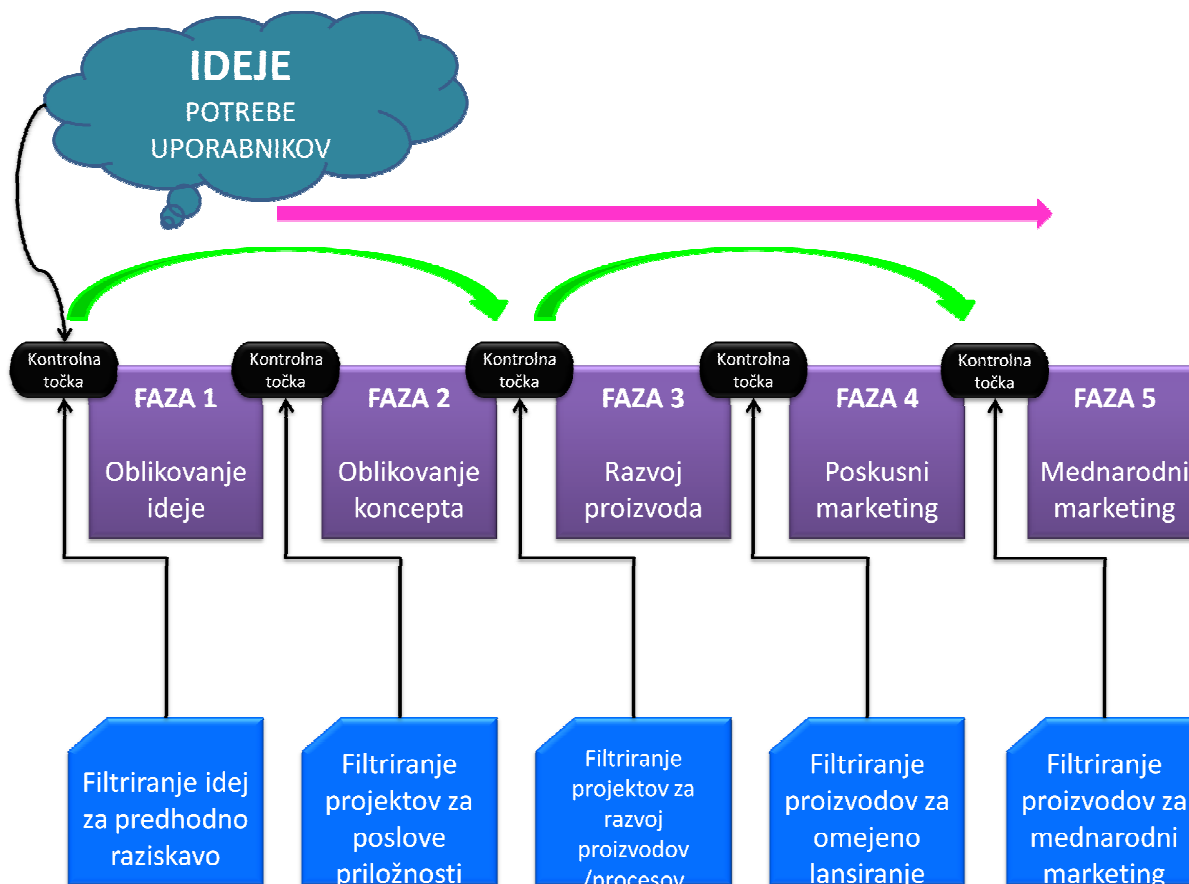 IDEJE
POTREBE
UPORABNIKOV
Kontrolna
točka
FAZA 1
Oblikovanje
ideje
Kontrolna
točka
FAZA 2
Oblikovanje
koncepta
Kontrolna
točka
FAZA 3
Razvoj
proizvoda
Kontrolna
točka
FAZA 4
Poskusni
marketing
Kontrolna
točka
FAZA 5
Mednarodni
marketing
Filtriranje idej
za predhodno
raziskavo
Filtriranje
projektov za
poslove
priložnosti
Filtriranje
projektov za
razvoj
proizvodov
/procesov
Filtriranje
proizvodov za
omejeno
lansiranje
Filtriranje
proizvodov za
mednarodni
marketing